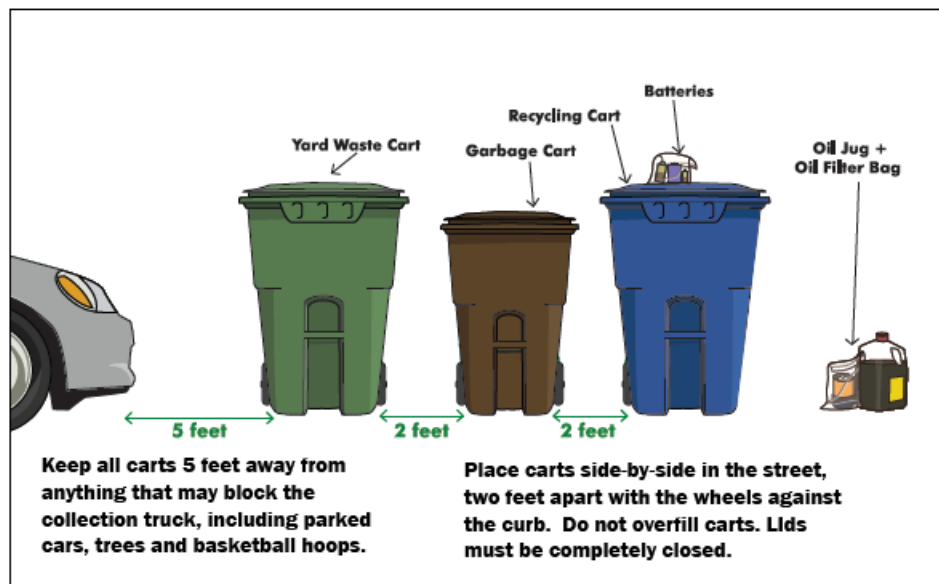 Batteries
Recycling Cart
Yard Waste Cart
Garbage Cart
Oil Jug +
Oil Filter Bag
5 feet
2 feet
2 feet
Keep all carts 5 feet away from
anything that may block the
collection truck, including parked
cars, trees and basketball hoops.
Place carts side-by-side in the street,
two feet apart with the wheels against
the curb.  Do not overfill carts. Lids
must be completely closed.